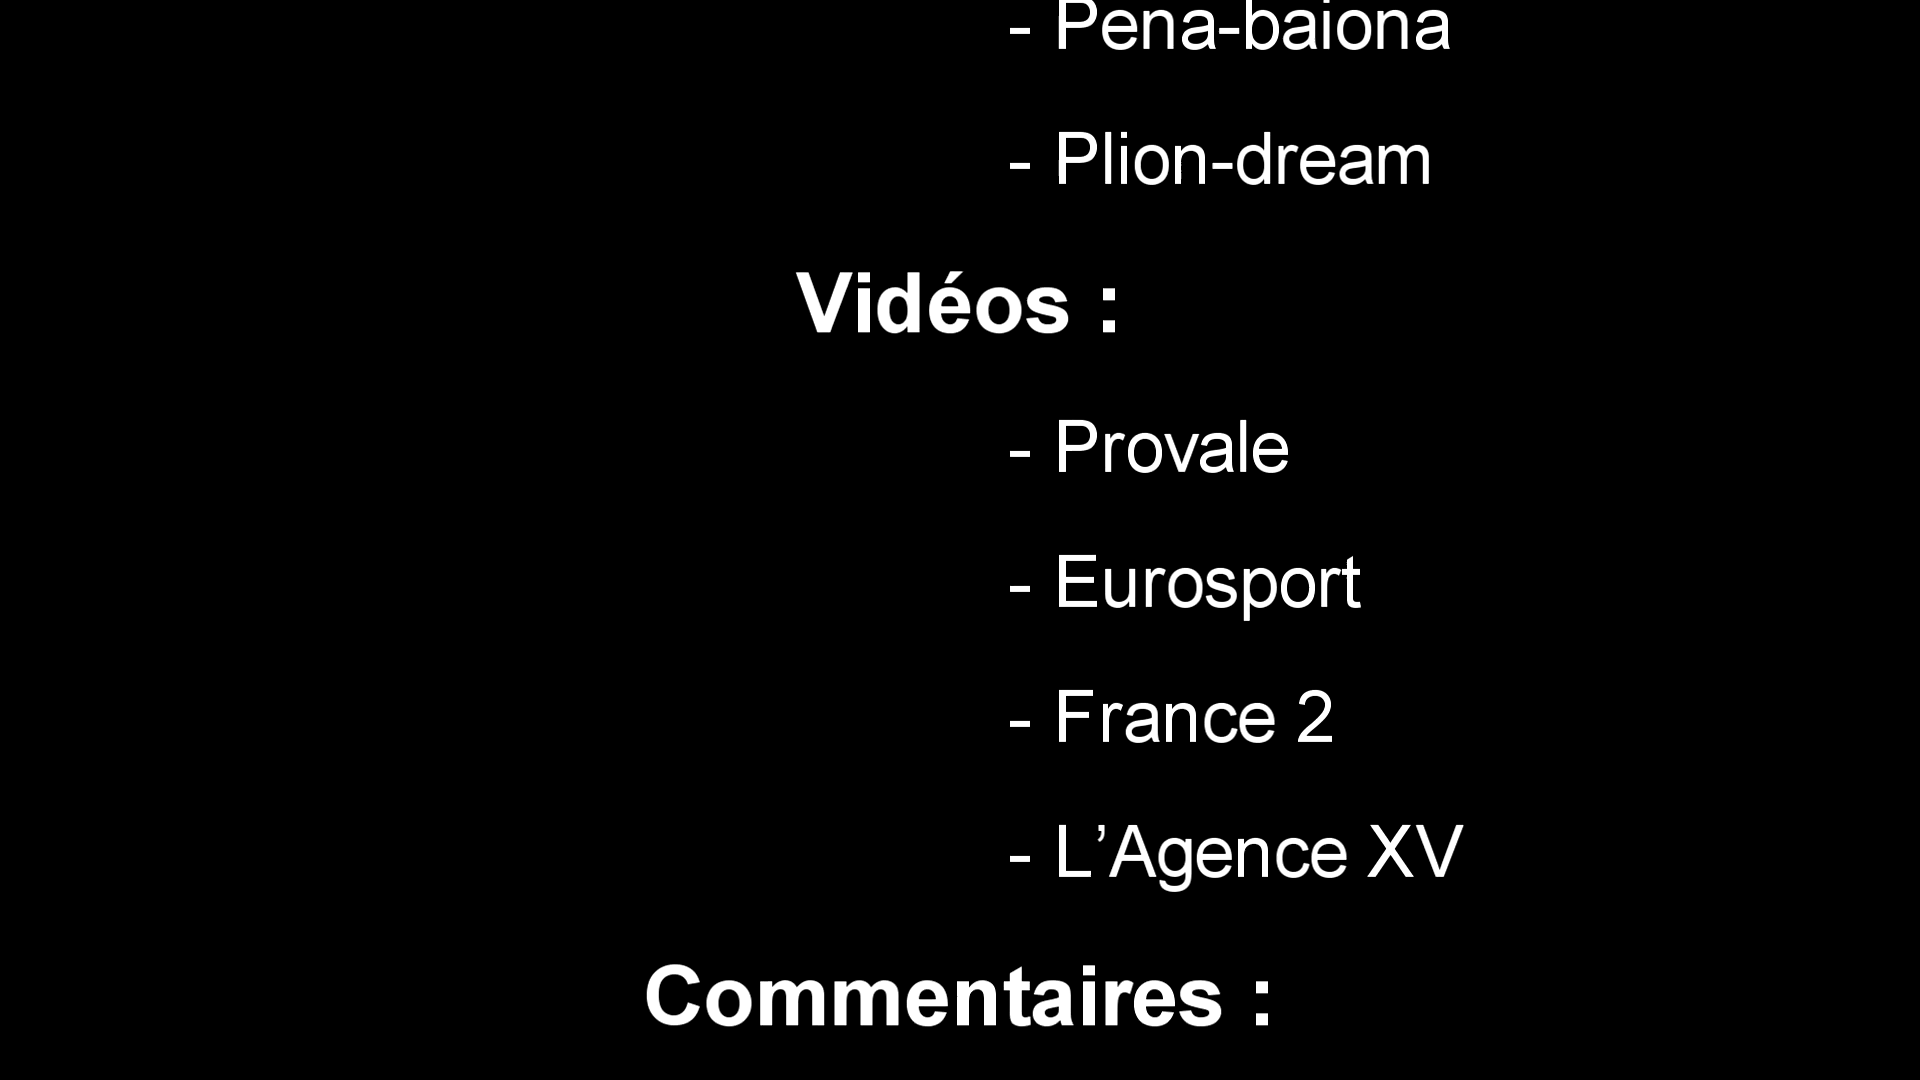 - Pena-baiona
- Plion-dream
Vidéos :
- Provale
- Eurosport
- France 2
- L’Agence XV
Commentaires :